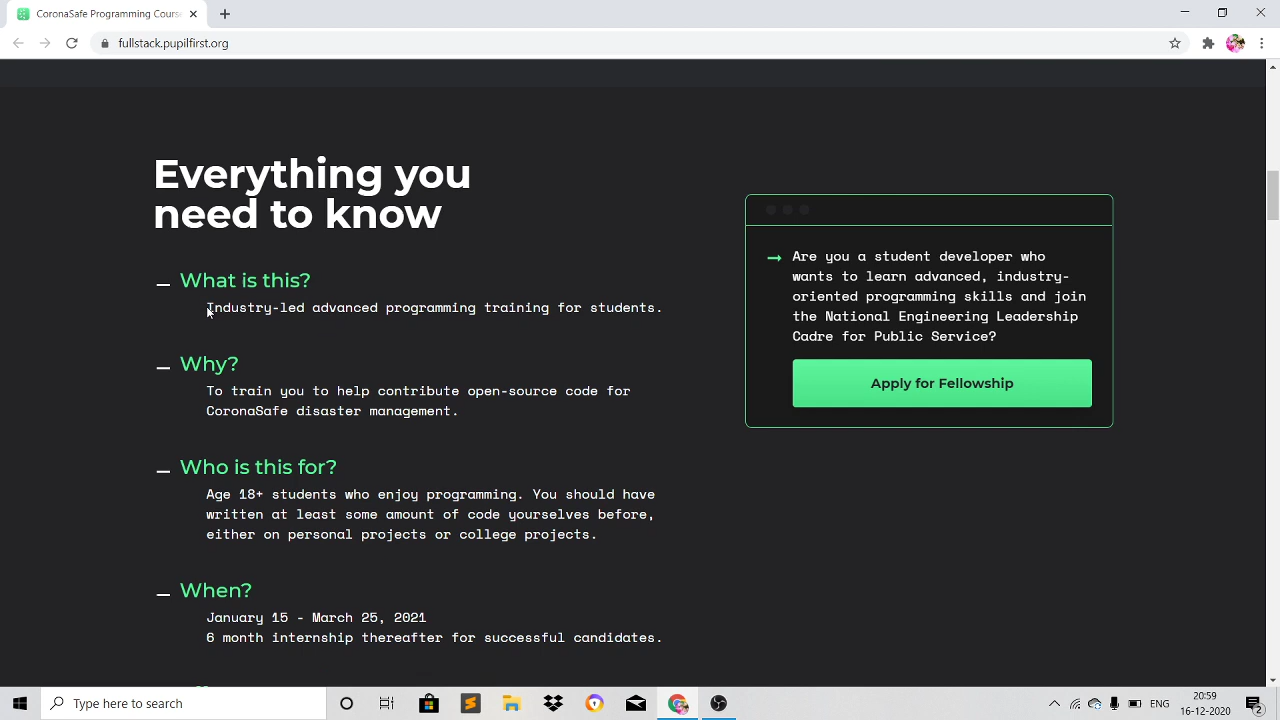 CoronaSafe Programming Cours
fullstack.pupilfirst.org
Everything you
need to know
What is this?
Industry-led advanced programming training for students.
Why?
To train you to help contribute open-source code for
CoronaSafe disaster management.
Who is this for?
Age 18+ students who enjoy programming. You should have
written at least some amount of code yourselves before,
either on personal projects or college projects.
When?
January 15 - March 25, 2021
6 month internship thereafter for successful candidates.
Are you a student developer who
wants to learn advanced, industry-
oriented programming skills and join
the National Engineering Leadership
Cadre for Public Service?
Apply for Fellowship
Type here to search
ENG
20:59
16-12-2020
2